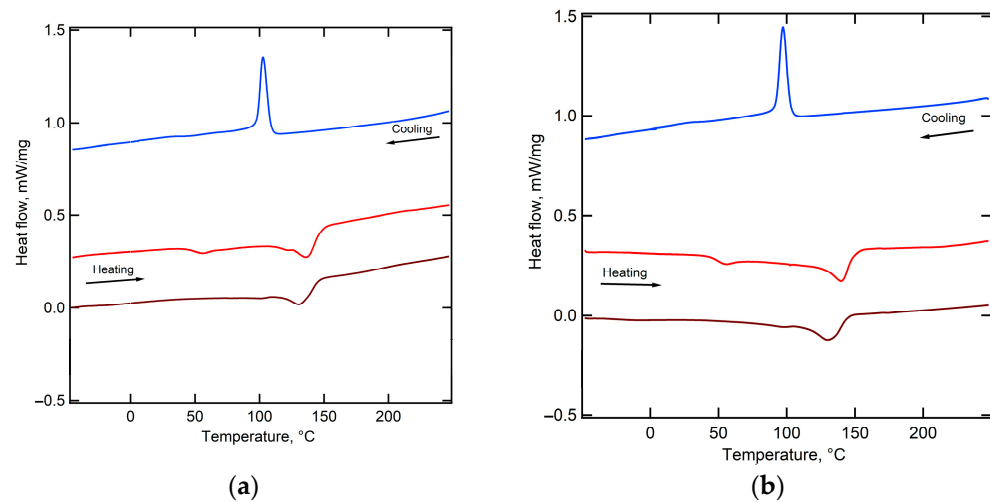 1.5
1.0
0.5
0.0
−0.5
Heat flow, mW/mg
Cooling
Heating
0 50 100 150 200
Temperature, °C
(a)
1.5
1.0
0.5
0.0
−0.5
Heat flow, mW/mg
Cooling
Heating
0 50 100 150 200
Temperature, °C
(b)